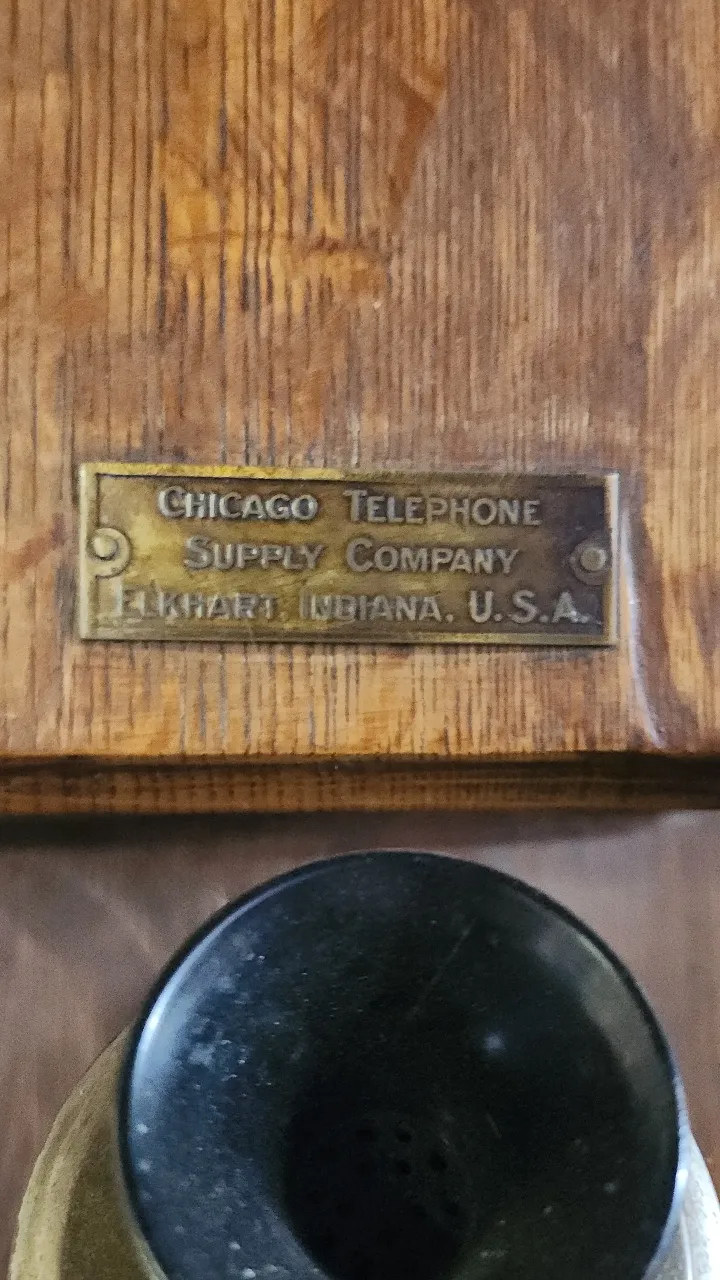 CHICAGO TELEPHONE
SUPPLY COMPANY
ELKHART, INDIANA, U.S.A.